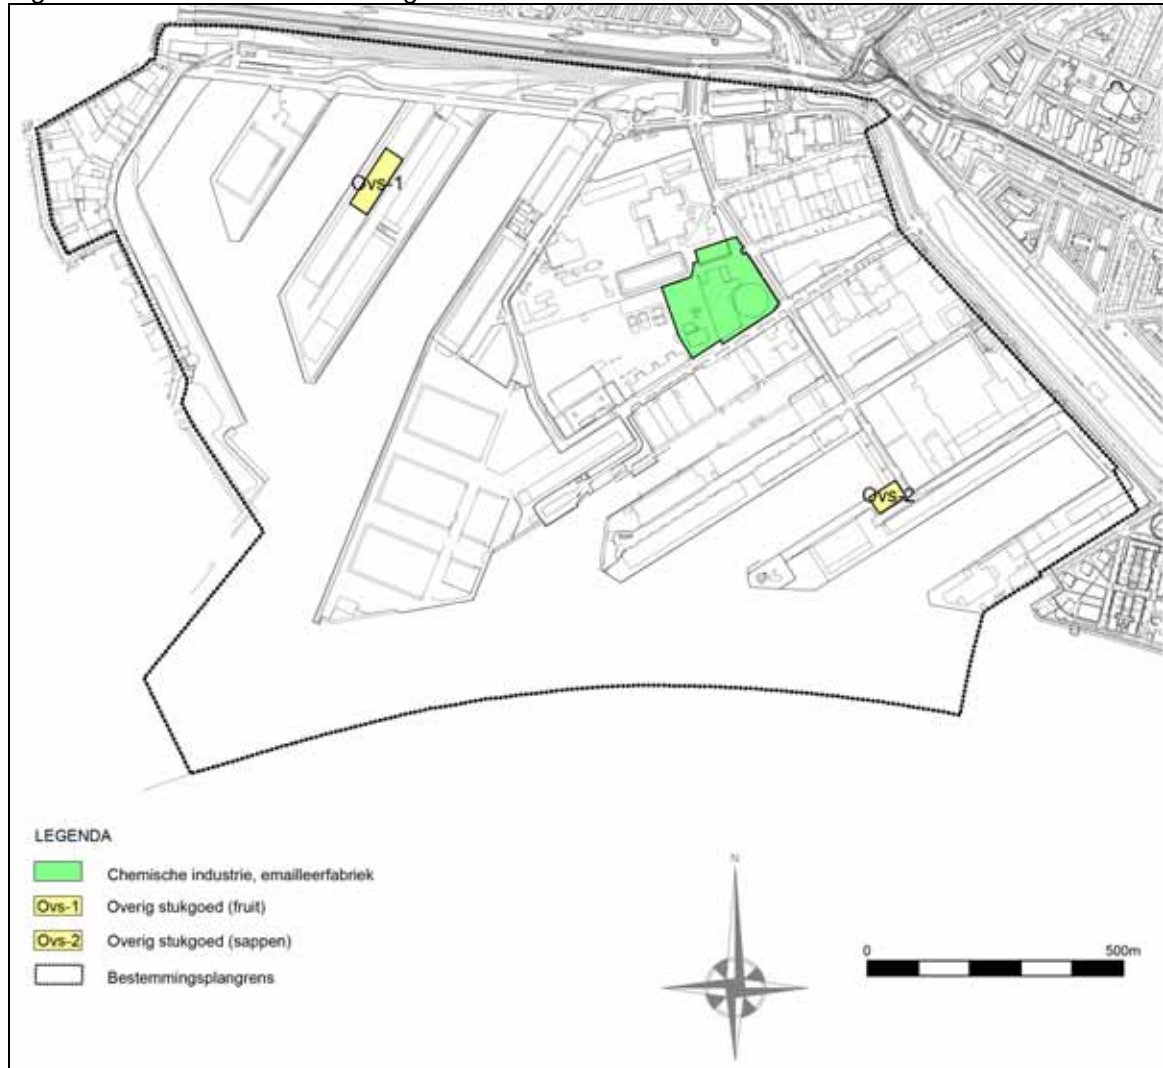 Ovs-1
Ovs-2
LEGENDA
Chemische industrie, emailleerfabriek
Ovs-1 Overig stukgoed (fruit)
Ovs-2 Overig stukgoed (sappen)
Bestemmingsplangrens
N
0 500m